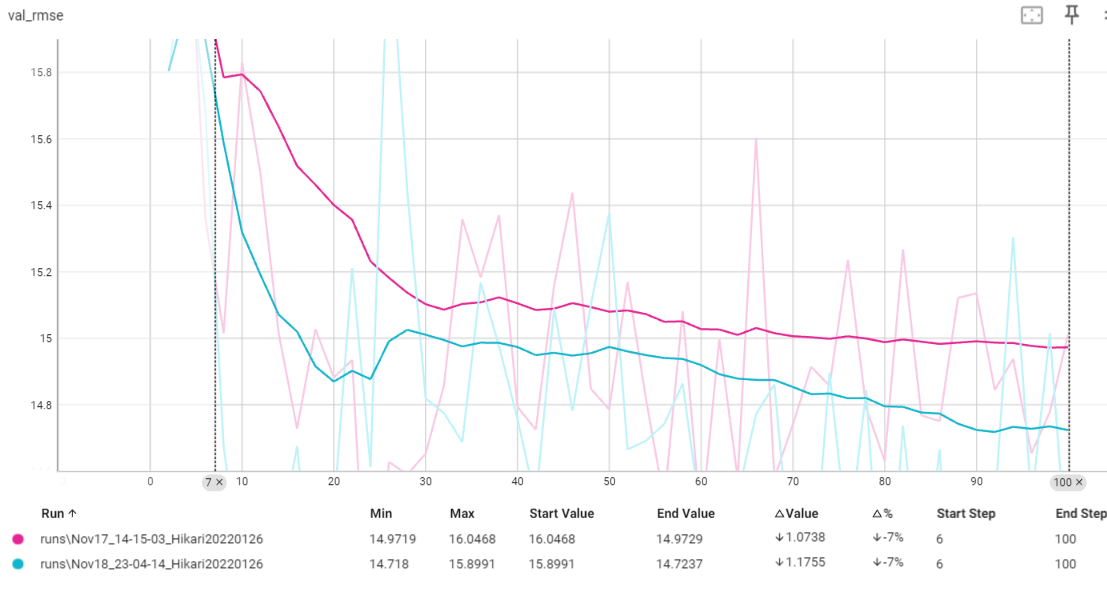 val_rmse
15.8
15.6
15.4
15.2
15
14.8
0 7 × 10 20 30 40 50 60 70 80 90 100 ×
Run ↑ Min Max Start Value End Value △Value △% Start Step End Step
runs\Nov17_14-15-03_Hikari20220126 14.9719 16.0468 16.0468 14.9729 ↓1.0738 ↓-7% 6 100
runs\Nov18_23-04-14_Hikari20220126 14.718 15.8991 15.8991 14.7237 ↓1.1755 ↓-7% 6 100